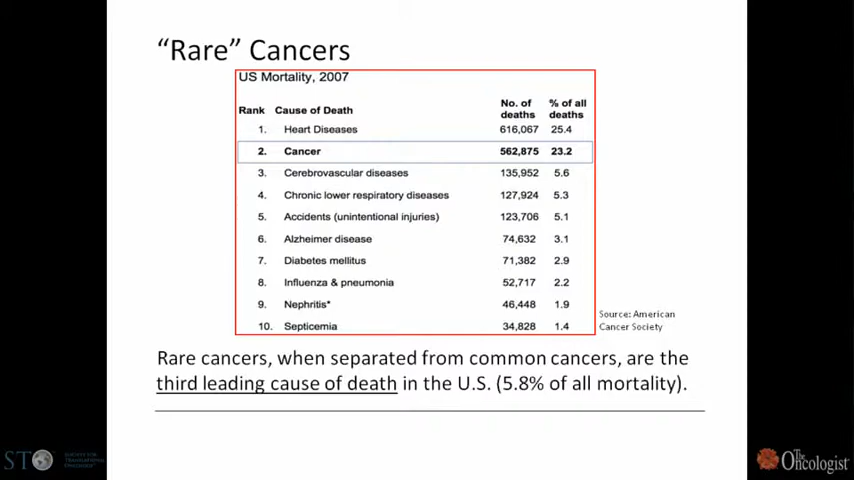 “Rare” Cancers
US Mortality, 2007
Rank Cause of Death No. of deaths % of all deaths
1. Heart Diseases 616,067 25.4
2. Cancer 562,875 23.2
3. Cerebrovascular diseases 135,952 5.6
4. Chronic lower respiratory diseases 127,924 5.3
5. Accidents (unintentional injuries) 123,706 5.1
6. Alzheimer disease 74,632 3.1
7. Diabetes mellitus 71,382 2.9
8. Influenza & pneumonia 52,717 2.2
9. Nephritis* 46,448 1.9
10. Septicemia 34,828 1.4
Source: American
Cancer Society
Rare cancers, when separated from common cancers, are the
third leading cause of death in the U.S. (5.8% of all mortality).
STO
SOCIETY FOR
TRANSLATIONAL
ONCOLOGY
The Oncologist